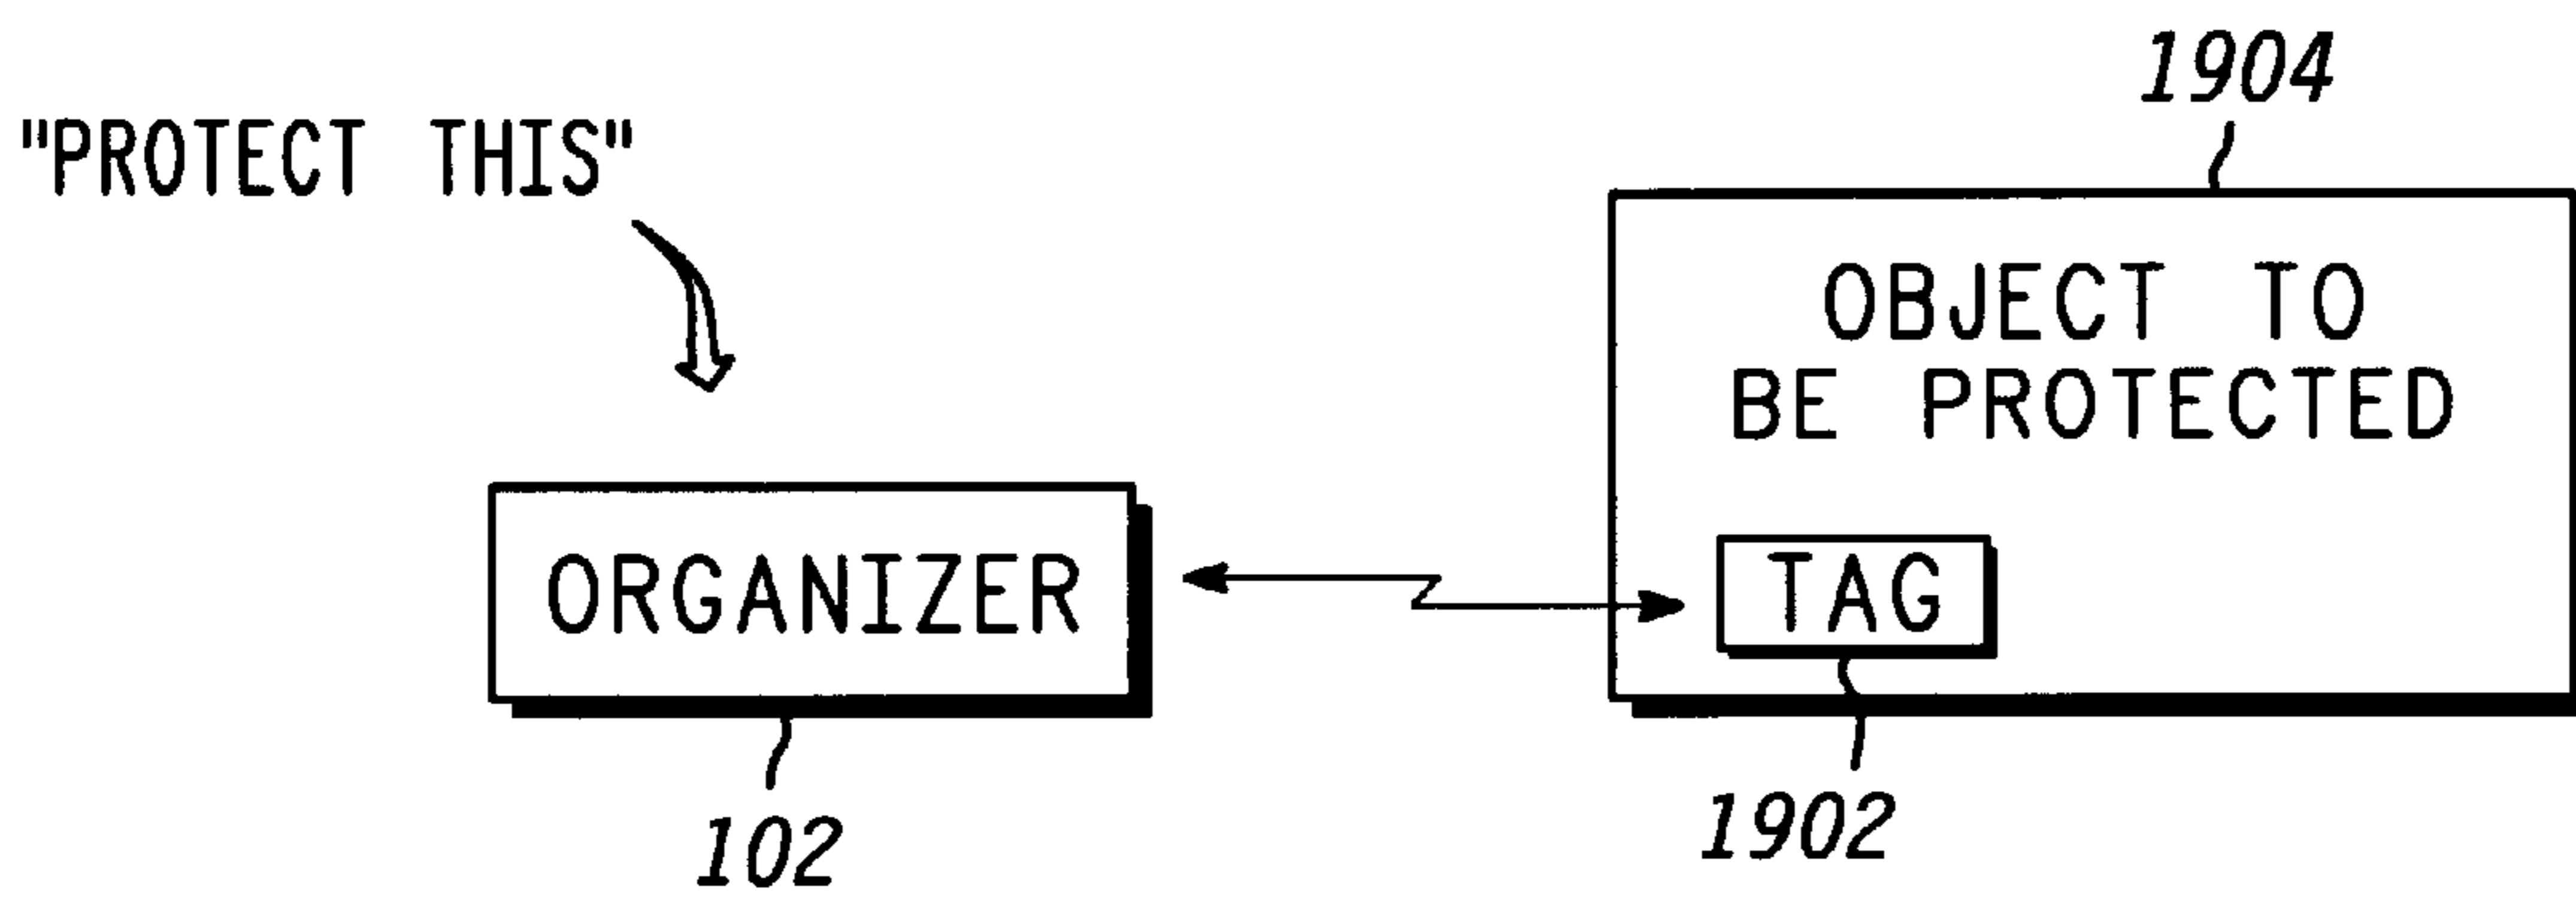 1904
"PROTECT THIS"
OBJECT TO
BE PROTECTED
ORGANIZER
TAG
102
1902